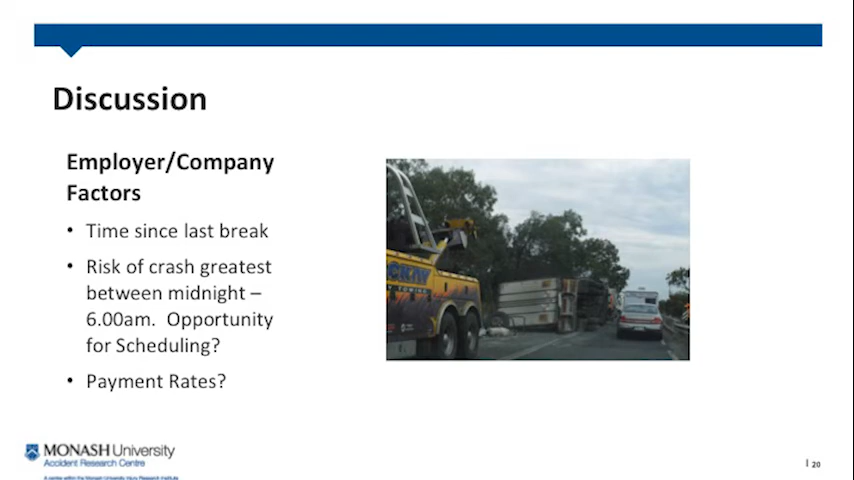 Discussion
Employer/Company
Factors
• Time since last break
• Risk of crash greatest
between midnight –
6.00am. Opportunity
for Scheduling?
• Payment Rates?
TOWING
MONASH University
Accident Research Centre
A centre within the Monash University Injury Research Institute
20